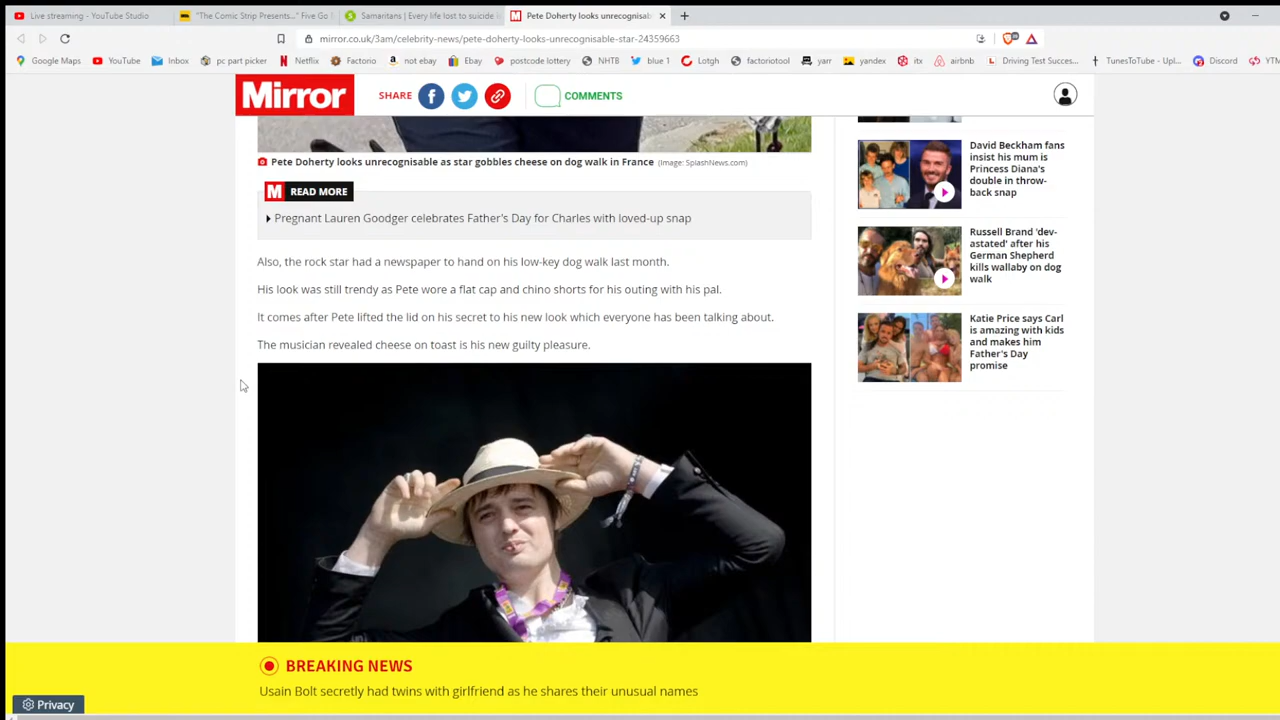 Live streaming - YouTube Studio
"The Comic Strip Presents..." Five Go
Samaritans | Every life lost to suicide is
Pete Doherty looks unrecognisabl
mirror.co.uk/3am/celebrity-news/pete-doherty-looks-unrecognisable-star-24359663
Google Maps
YouTube
Inbox
pc part picker
Netflix
Factorio
not ebay
Ebay
postcode lottery
NHTB
blue 1
Lotgh
factoriotool
yarr
yandex
itx
airbnb
Driving Test Succes...
TunesToTube - Upl...
Discord
YTM
Mirror
SHARE
COMMENTS
Pete Doherty looks unrecognisable as star gobbles cheese on dog walk in France (Image: SplashNews.com)
M READ MORE
Pregnant Lauren Goodger celebrates Father's Day for Charles with loved-up snap
Also, the rock star had a newspaper to hand on his low-key dog walk last month.
His look was still trendy as Pete wore a flat cap and chino shorts for his outing with his pal.
It comes after Pete lifted the lid on his secret to his new look which everyone has been talking about.
The musician revealed cheese on toast is his new guilty pleasure.
David Beckham fans
insist his mum is
Princess Diana's
double in throw-
back snap
Russell Brand 'dev-
astated' after his
German Shepherd
kills wallaby on dog
walk
Katie Price says Carl
is amazing with kids
and makes him
Father's Day
promise
BREAKING NEWS
Usain Bolt secretly had twins with girlfriend as he shares their unusual names
Privacy